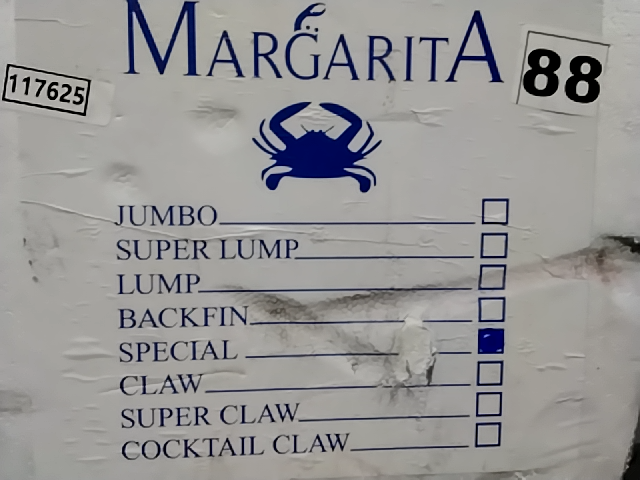 MARGARITA
88
117625
JUMBO
SUPER LUMP
LUMP
BACKFIN
SPECIAL
CLAW
SUPER CLAW
COCKTAIL CLAW